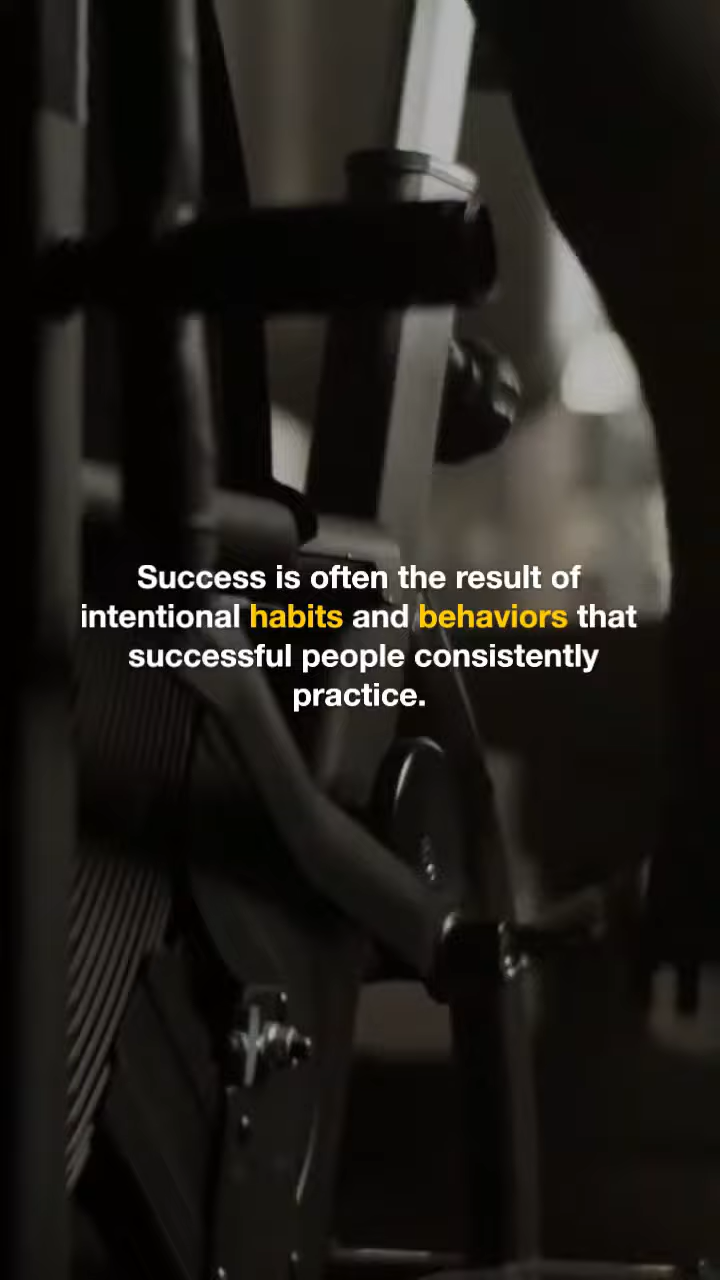 Success is often the result of
intentional habits and behaviors that
successful people consistently
practice.